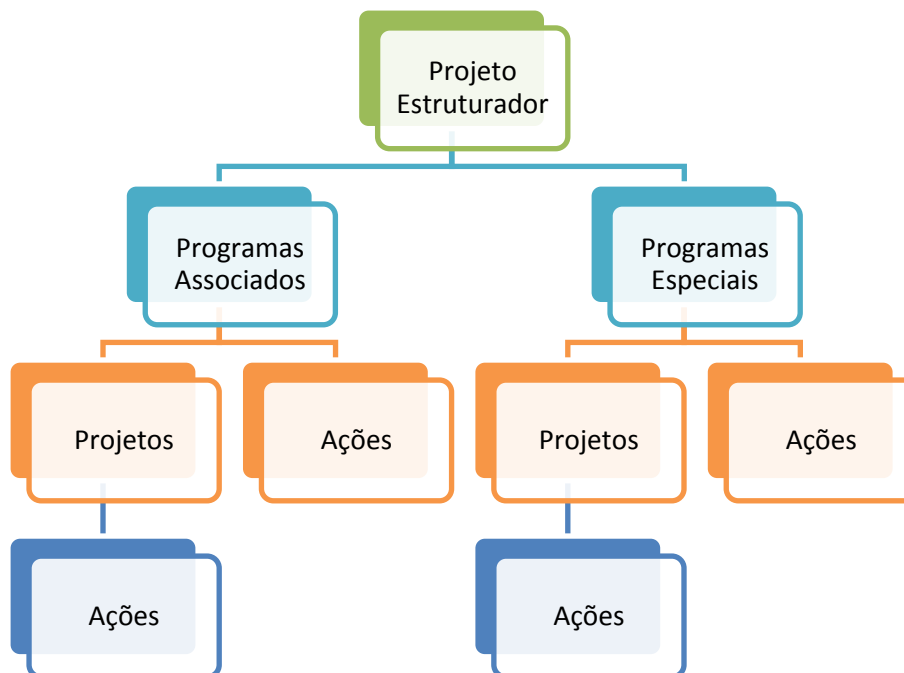 Projeto
Estruturador
Programas
Associados
Programas
Especiais
Projetos
Ações
Projetos
Ações
Ações
Ações